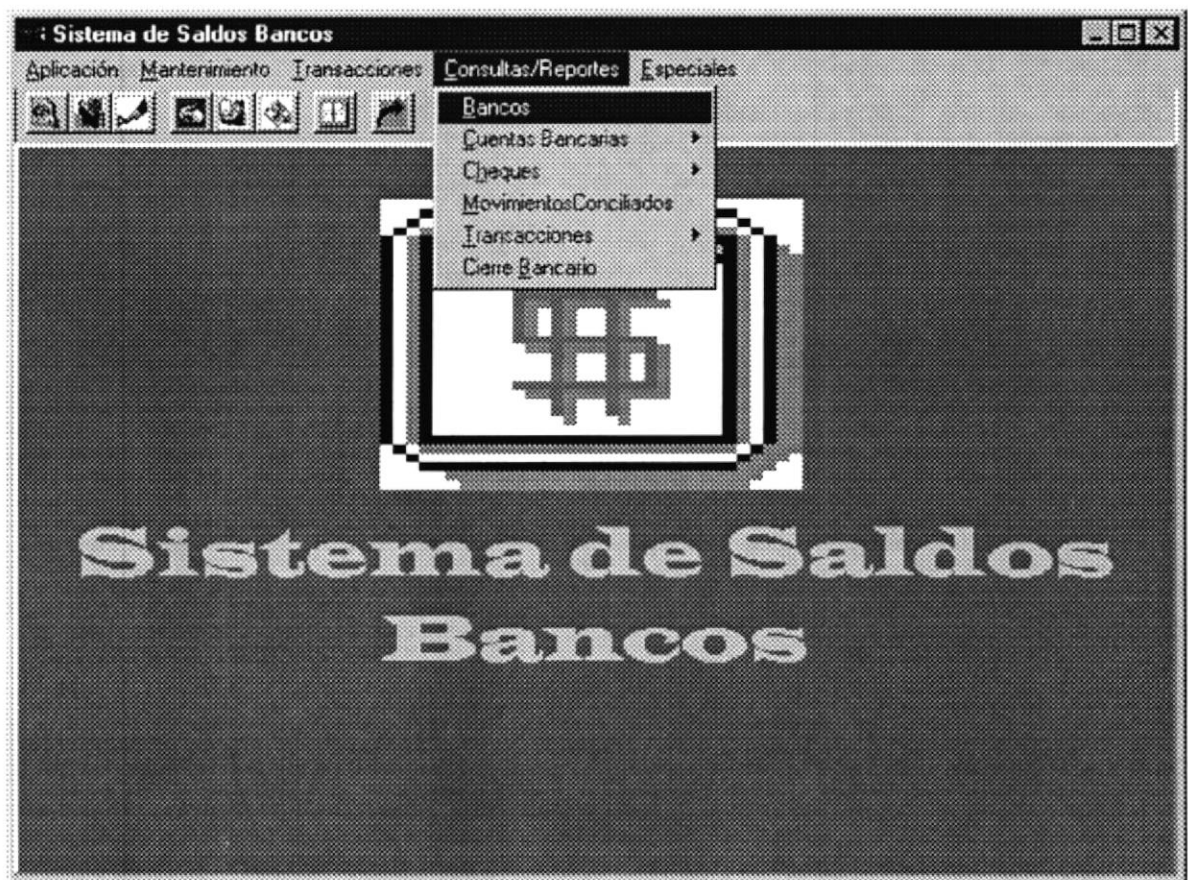 Sistema de Saldos Bancos
Aplicación Mantenimiento Transacciones Consultas/Reportes Especiales
Bancos
Cuentas Bancarias
Cheques
MovimientosConciliados
Transacciones
Cierre Bancario
Sistema de Saldos
Bancos